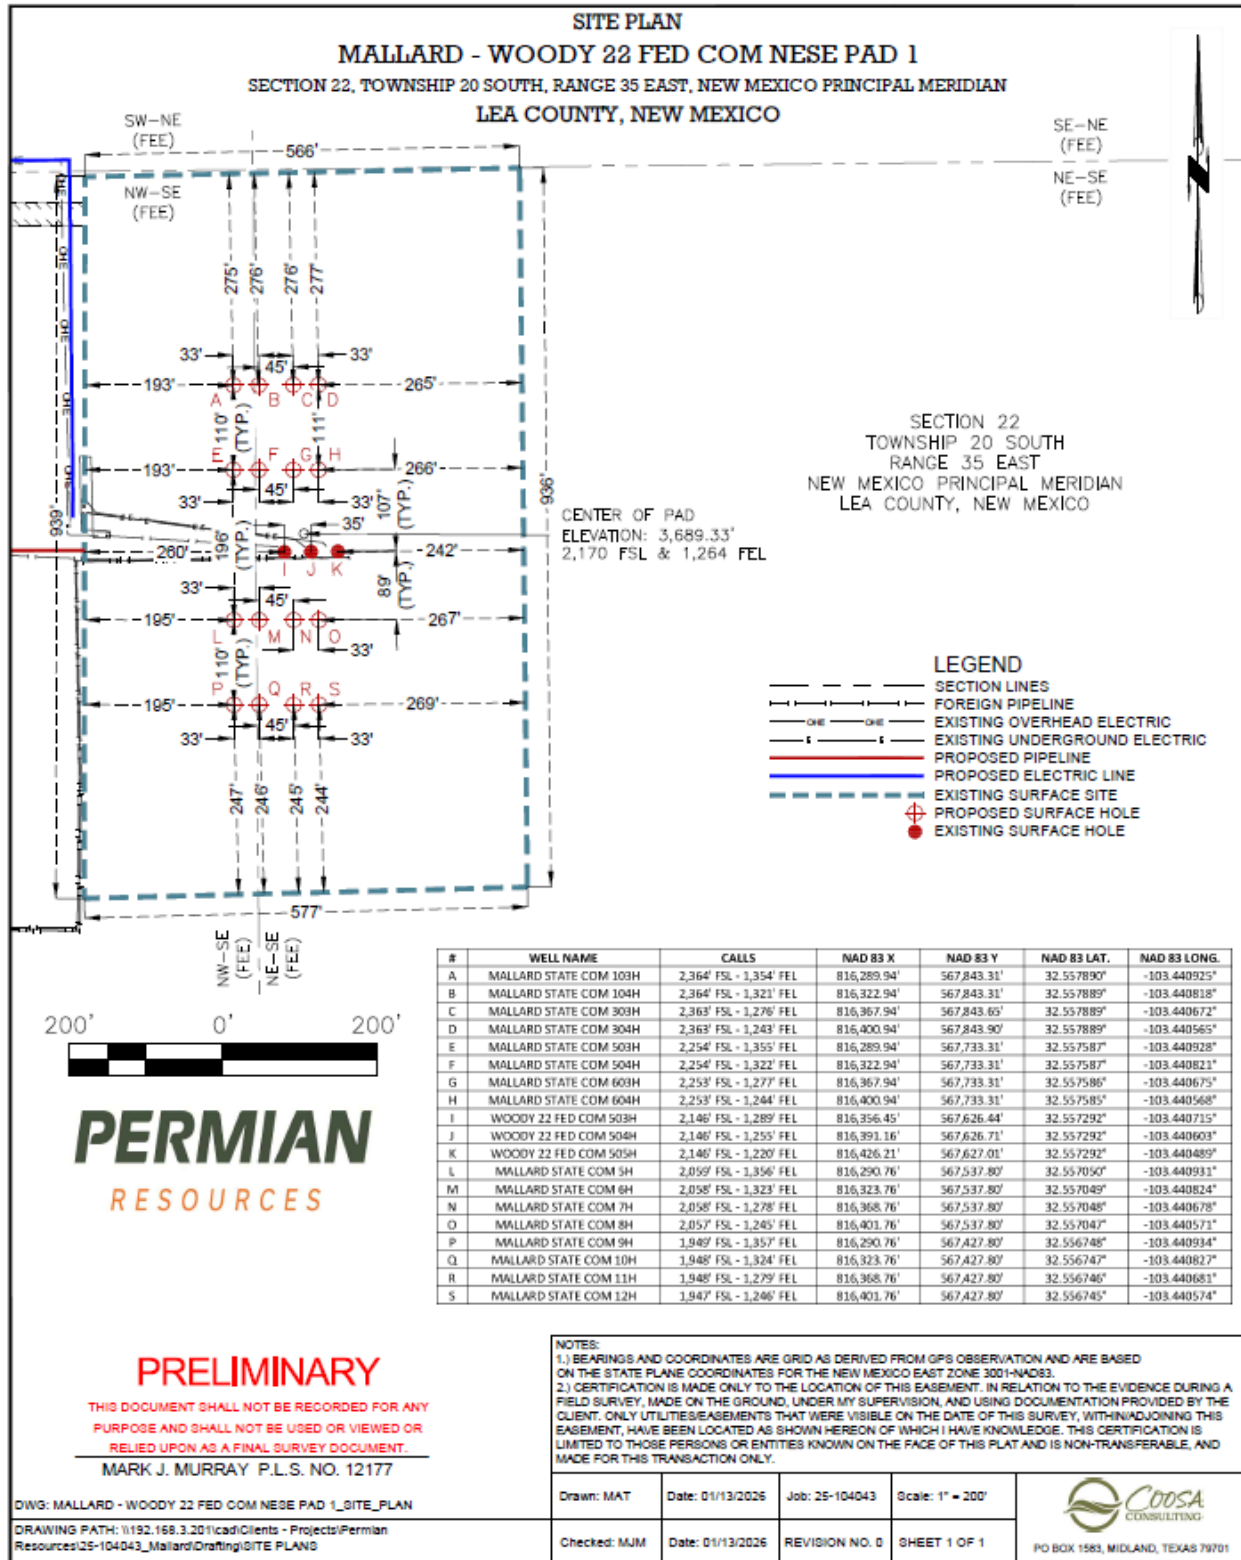 SITE PLAN
MALLARD - WOODY 22 FED COM NESE PAD 1
SECTION 22, TOWNSHIP 20 SOUTH, RANGE 35 EAST, NEW MEXICO PRINCIPAL MERIDIAN
LEA COUNTY, NEW MEXICO
SW-NE
(FEE)
SE-NE
(FEE)
566'
NW-SE
(FEE)
NE-SE
(FEE)
OHE
OHE
OHE
OHE
OHE
275'
276'
276'
277'
33'
45'
33'
193'
265'
A
B
C
D
110'
(TYP.)
111'
E
F
G
H
193'
266'
33'
45'
33'
107'
(TYP.)
939'
936'
35'
260'
196'
242'
I
J
K
89'
(TYP.)
33'
45'
195'
267'
L
M
N
O
110'
(TYP.)
33'
P
Q
R
S
195'
269'
33'
45'
33'
247'
246'
245'
244'
577'
NW-SE
(FEE)
NE-SE
(FEE)
SECTION 22
TOWNSHIP 20 SOUTH
RANGE 35 EAST
NEW MEXICO PRINCIPAL MERIDIAN
LEA COUNTY, NEW MEXICO
CENTER OF PAD
ELEVATION: 3,689.33'
2,170 FSL & 1,264 FEL
LEGEND
SECTION LINES
FOREIGN PIPELINE
OHE OHE EXISTING OVERHEAD ELECTRIC
E E EXISTING UNDERGROUND ELECTRIC
PROPOSED PIPELINE
PROPOSED ELECTRIC LINE
EXISTING SURFACE SITE
PROPOSED SURFACE HOLE
EXISTING SURFACE HOLE
200' 0' 200'
PERMIAN
RESOURCES
# WELL NAME CALLS NAD 83 X NAD 83 Y NAD 83 LAT. NAD 83 LONG.
A MALLARD STATE COM 103H 2,364' FSL - 1,354' FEL 816,289.94' 567,843.31' 32.557890° -103.440925°
B MALLARD STATE COM 104H 2,364' FSL - 1,321' FEL 816,322.94' 567,843.31' 32.557889° -103.440818°
C MALLARD STATE COM 303H 2,363' FSL - 1,276' FEL 816,367.94' 567,843.65' 32.557889° -103.440672°
D MALLARD STATE COM 304H 2,363' FSL - 1,243' FEL 816,400.94' 567,843.90' 32.557889° -103.440565°
E MALLARD STATE COM 503H 2,254' FSL - 1,355' FEL 816,289.94' 567,733.31' 32.557587° -103.440928°
F MALLARD STATE COM 504H 2,254' FSL - 1,322' FEL 816,322.94' 567,733.31' 32.557587° -103.440821°
G MALLARD STATE COM 603H 2,253' FSL - 1,277' FEL 816,367.94' 567,733.31' 32.557586° -103.440675°
H MALLARD STATE COM 604H 2,253' FSL - 1,244' FEL 816,400.94' 567,733.31' 32.557585° -103.440568°
I WOODY 22 FED COM 503H 2,146' FSL - 1,289' FEL 816,356.45' 567,626.44' 32.557292° -103.440715°
J WOODY 22 FED COM 504H 2,146' FSL - 1,255' FEL 816,391.16' 567,626.71' 32.557292° -103.440603°
K WOODY 22 FED COM 505H 2,146' FSL - 1,220' FEL 816,426.21' 567,627.01' 32.557292° -103.440489°
L MALLARD STATE COM 5H 2,059' FSL - 1,356' FEL 816,290.76' 567,537.80' 32.557050° -103.440931°
M MALLARD STATE COM 6H 2,058' FSL - 1,323' FEL 816,323.76' 567,537.80' 32.557049° -103.440824°
N MALLARD STATE COM 7H 2,058' FSL - 1,278' FEL 816,368.76' 567,537.80' 32.557048° -103.440678°
O MALLARD STATE COM 8H 2,057' FSL - 1,245' FEL 816,401.76' 567,537.80' 32.557047° -103.440571°
P MALLARD STATE COM 9H 1,949' FSL - 1,357' FEL 816,290.76' 567,427.80' 32.556748° -103.440934°
Q MALLARD STATE COM 10H 1,948' FSL - 1,324' FEL 816,323.76' 567,427.80' 32.556747° -103.440827°
R MALLARD STATE COM 11H 1,948' FSL - 1,279' FEL 816,368.76' 567,427.80' 32.556746° -103.440681°
S MALLARD STATE COM 12H 1,947' FSL - 1,246' FEL 816,401.76' 567,427.80' 32.556745° -103.440574°
PRELIMINARY
THIS DOCUMENT SHALL NOT BE RECORDED FOR ANY
PURPOSE AND SHALL NOT BE USED OR VIEWED OR
RELIED UPON AS A FINAL SURVEY DOCUMENT.
MARK J. MURRAY P.L.S. NO. 12177
DWG: MALLARD - WOODY 22 FED COM NESE PAD 1_SITE_PLAN
DRAWING PATH: \\192.168.3.201\cad\Clients - Projects\Permian
Resources\25-104043_Mallard\Drafting\SITE PLANS
NOTES:
1.) BEARINGS AND COORDINATES ARE GRID AS DERIVED FROM GPS OBSERVATION AND ARE BASED
ON THE STATE PLANE COORDINATES FOR THE NEW MEXICO EAST ZONE 3001-NAD83.
2.) CERTIFICATION IS MADE ONLY TO THE LOCATION OF THIS EASEMENT. IN RELATION TO THE EVIDENCE DURING A
FIELD SURVEY, MADE ON THE GROUND, UNDER MY SUPERVISION, AND USING DOCUMENTATION PROVIDED BY THE
CLIENT. ONLY UTILITIES/EASEMENTS THAT WERE VISIBLE ON THE DATE OF THIS SURVEY, WITHIN/ADJOINING THIS
EASEMENT, HAVE BEEN LOCATED AS SHOWN HEREON OF WHICH I HAVE KNOWLEDGE. THIS CERTIFICATION IS
LIMITED TO THOSE PERSONS OR ENTITIES KNOWN ON THE FACE OF THIS PLAT AND IS NON-TRANSFERABLE, AND
MADE FOR THIS TRANSACTION ONLY.
Drawn: MAT Date: 01/13/2026 Job: 25-104043 Scale: 1" = 200'
Checked: MJM Date: 01/13/2026 REVISION NO. 0 SHEET 1 OF 1
COOSA
CONSULTING
PO BOX 1583, MIDLAND, TEXAS 79701